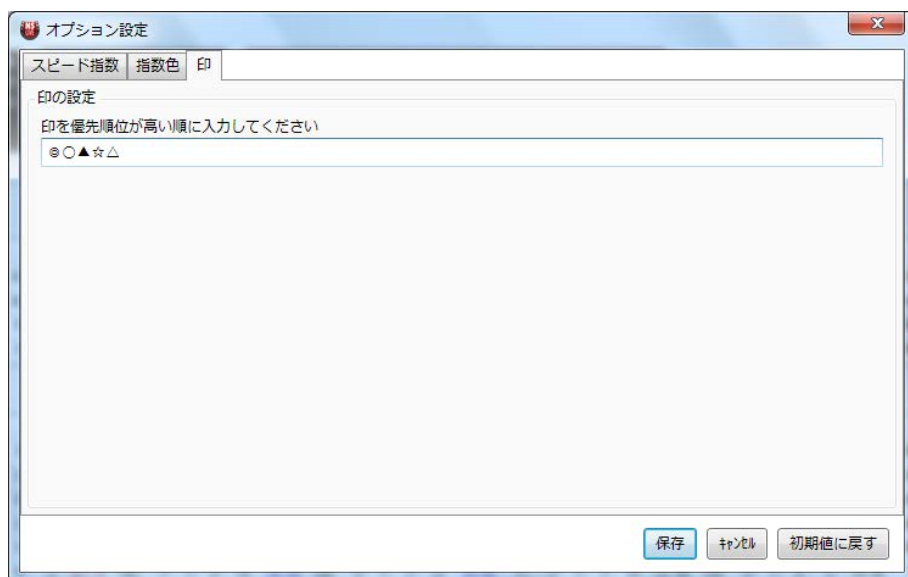 オプション設定
スピード指数 指数色 印
印の設定
印を優先順位が高い順に入力してください
◎○▲☆△
保存 ｷｬﾝｾﾙ 初期値に戻す